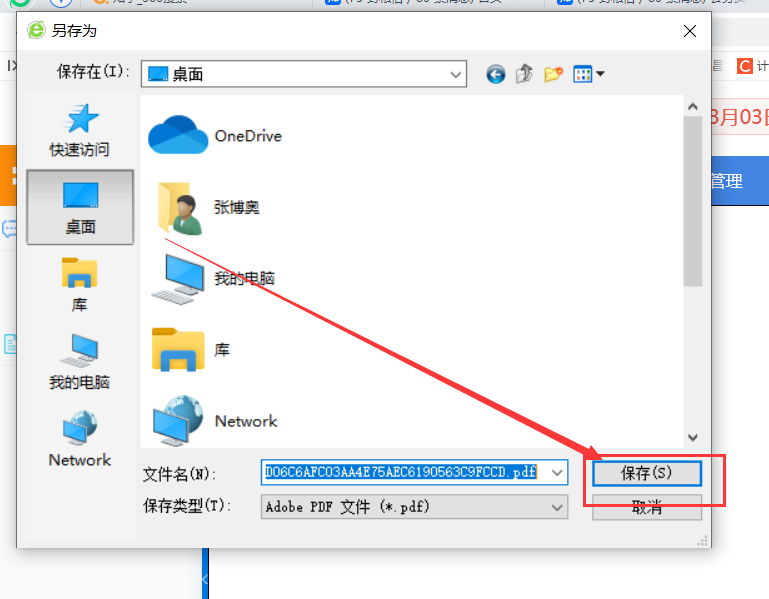 另存为
保存在(I):
桌面
快速访问
桌面
库
我的电脑
Network
OneDrive
张博奥
我的电脑
库
Network
文件名(N):
D06C6AFC03AA4E75AEC6190563C9FCCD.pdf
保存(S)
保存类型(T):
Adobe PDF 文件 (*.pdf)
取消
3月03日
管理
计